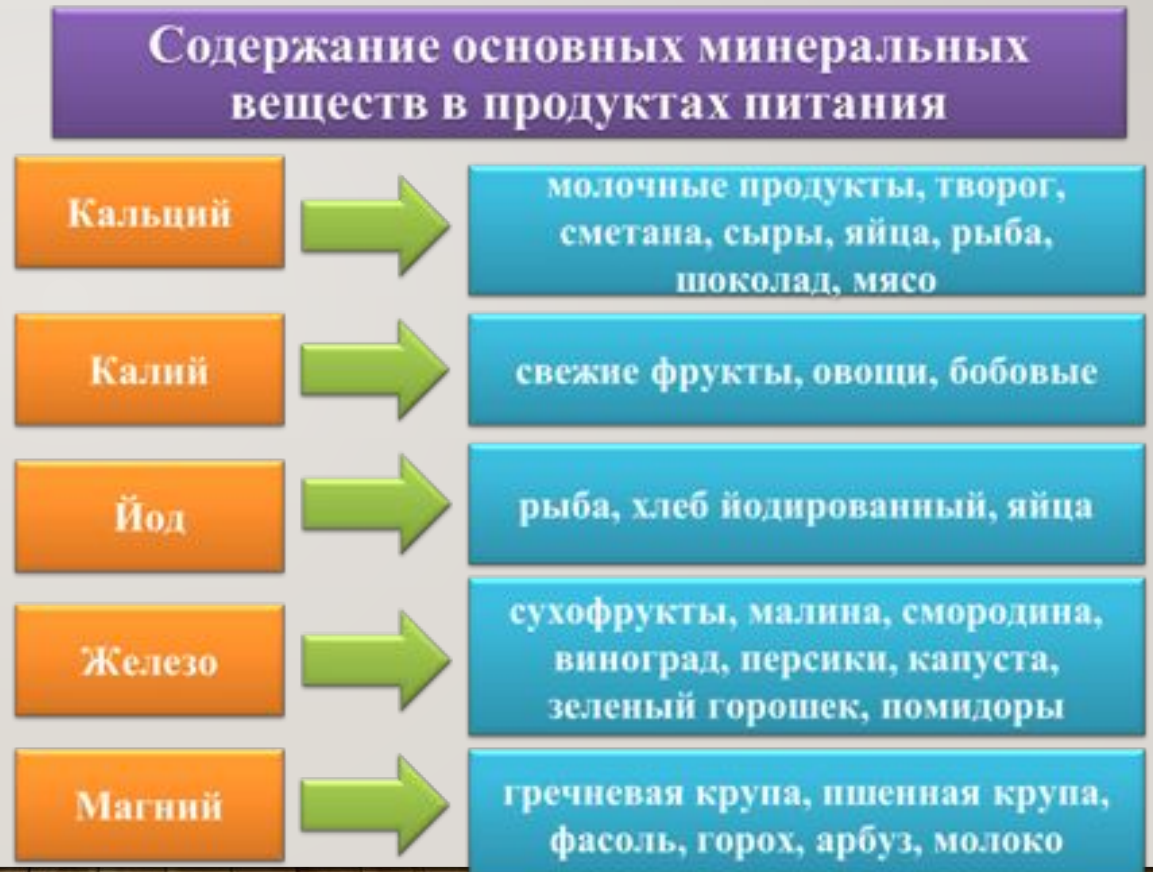 Содержание основных минеральных
веществ в продуктах питания
Кальций
молочные продукты, творог,
сметана, сыры, яйца, рыба,
шоколад, мясо
Калий
свежие фрукты, овощи, бобовые
Йод
рыба, хлеб йодированный, яйца
Железо
сухофрукты, малина, смородина,
виноград, персики, капуста,
зеленый горошек, помидоры
Магний
гречневая крупа, пшенная крупа,
фасоль, горох, арбуз, молоко